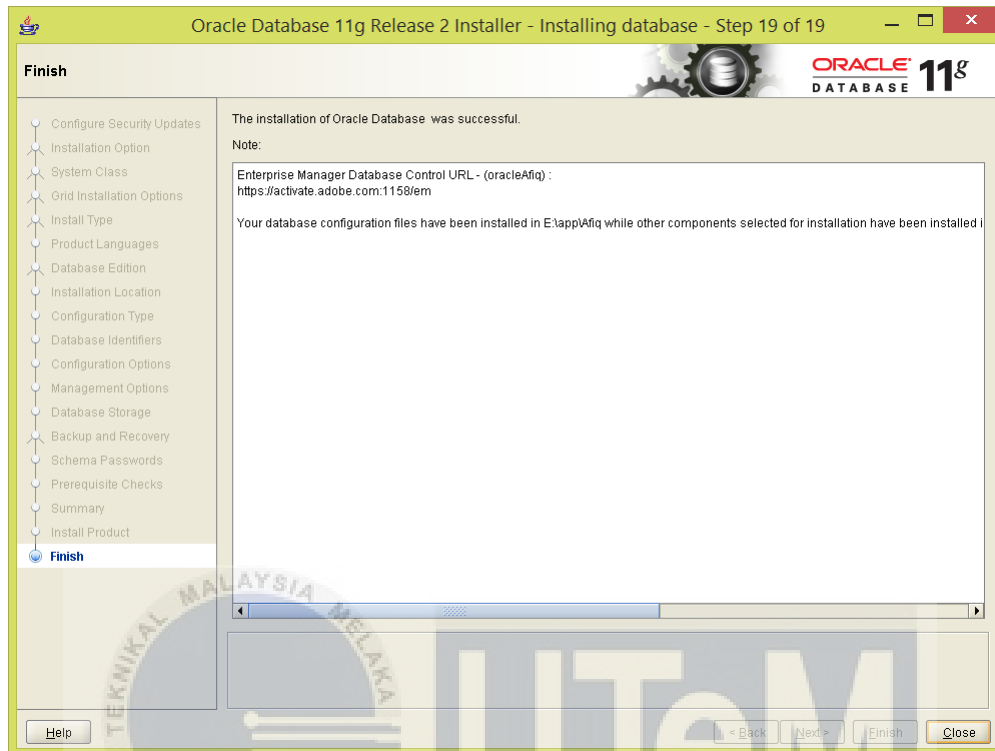 Oracle Database 11g Release 2 Installer - Installing database - Step 19 of 19
Finish
ORACLE
DATABASE
11g
Configure Security Updates
Installation Option
System Class
Grid Installation Options
Install Type
Product Languages
Database Edition
Installation Location
Configuration Type
Database Identifiers
Configuration Options
Management Options
Database Storage
Backup and Recovery
Schema Passwords
Prerequisite Checks
Summary
Install Product
Finish
The installation of Oracle Database was successful.
Note:
Enterprise Manager Database Control URL - (oracleAfiq) :
https://activate.adobe.com:1158/em
Your database configuration files have been installed in E:\app\Afiq while other components selected for installation have been installed i
TEKNIKAL MALAYSIA MELAKA
UTeM
Help
< Back
Next >
Finish
Close